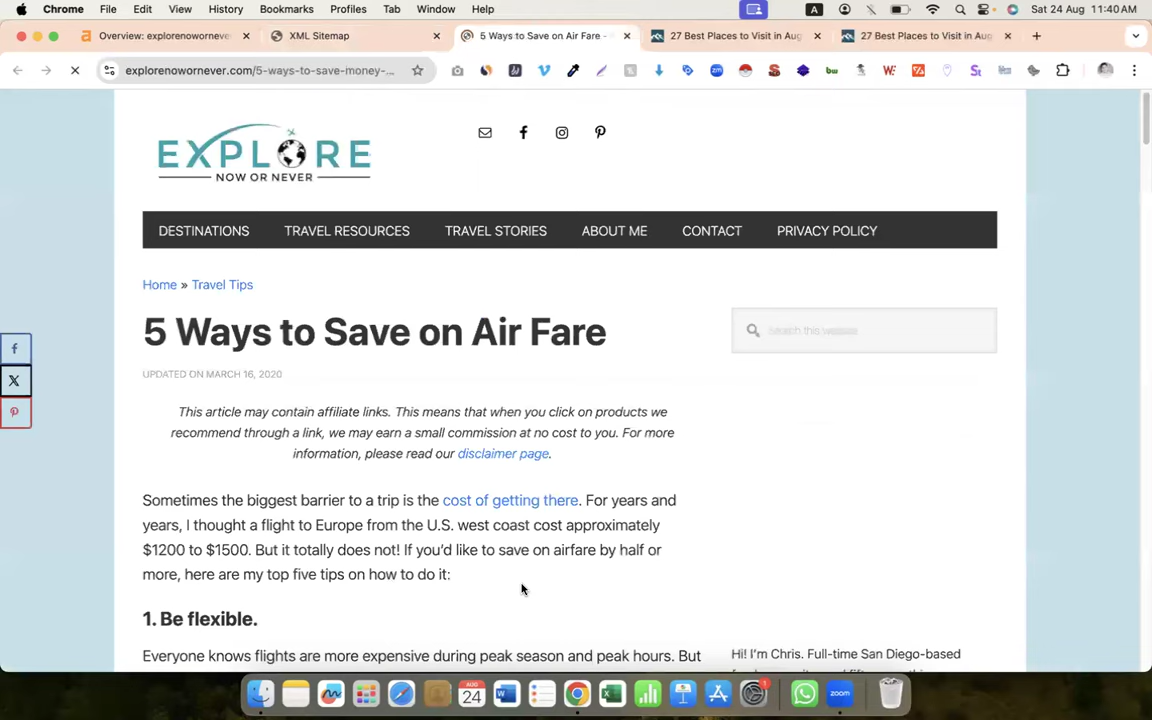 Chrome File Edit View History Bookmarks Profiles Tab Window Help A Sat 24 Aug 11:40 AM
Overview: explorenowornever XML Sitemap 5 Ways to Save on Air Fare - 27 Best Places to Visit in Aug 27 Best Places to Visit in Aug
explorenowornever.com/5-ways-to-save-money-...
EXPLORE
NOW OR NEVER
DESTINATIONS TRAVEL RESOURCES TRAVEL STORIES ABOUT ME CONTACT PRIVACY POLICY
Home » Travel Tips
5 Ways to Save on Air Fare
Search this website
UPDATED ON MARCH 16, 2020
This article may contain affiliate links. This means that when you click on products we
recommend through a link, we may earn a small commission at no cost to you. For more
information, please read our disclaimer page.
Sometimes the biggest barrier to a trip is the cost of getting there. For years and
years, I thought a flight to Europe from the U.S. west coast cost approximately
$1200 to $1500. But it totally does not! If you'd like to save on airfare by half or
more, here are my top five tips on how to do it:
1. Be flexible.
Everyone knows flights are more expensive during peak season and peak hours. But
Hi! I'm Chris. Full-time San Diego-based
AUG
24
zoom